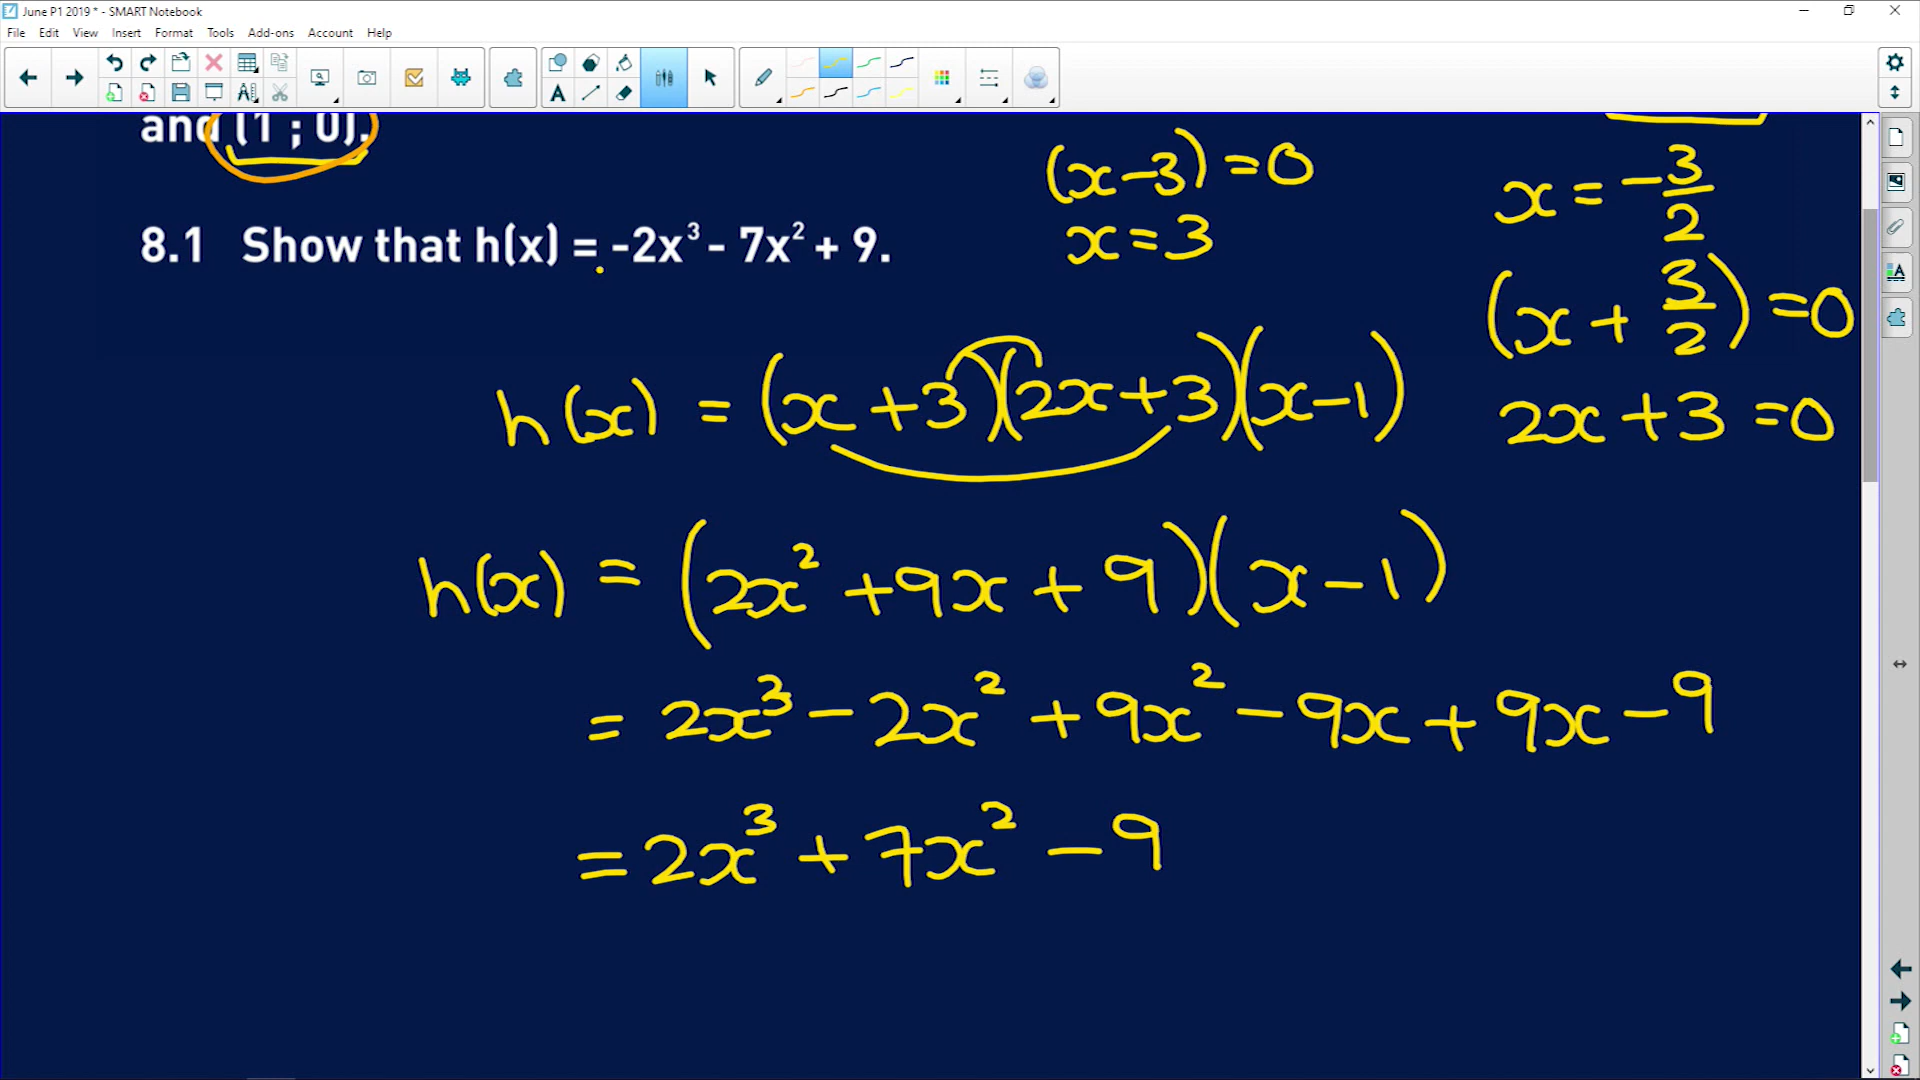 June P1 2019 * - SMART Notebook
File Edit View Insert Format Tools Add-ons Account Help
and (1 ; 0).
(x-3) = 0
x = 3
x = -3/2
(x + 3/2) = 0
2x + 3 = 0
8.1 Show that h(x) = -2x³ - 7x² + 9.
h(x) = (x + 3)(2x + 3)(x - 1)
h(x) = (2x² + 9x + 9)(x - 1)
= 2x³ - 2x² + 9x² - 9x + 9x - 9
= 2x³ + 7x² - 9